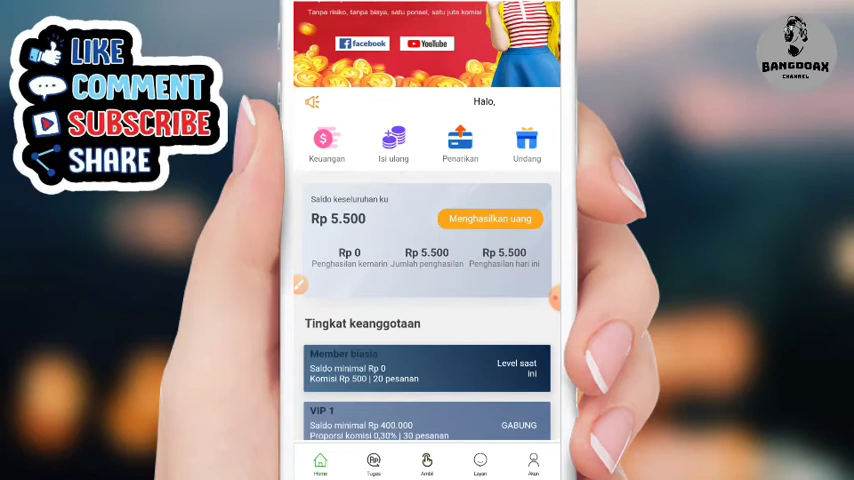 LIKE
COMMENT
SUBSCRIBE
SHARE
BANGDOAX
CHANNEL
Tanpa risiko, tanpa biaya, satu ponsel, satu juta komisi
facebook
YouTube
Halo,
Keuangan
Isi ulang
Penarikan
Undang
Saldo keseluruhan ku
Rp 5.500
Menghasilkan uang
Rp 0
Penghasilan kemarin
Rp 5.500
Jumlah penghasilan
Rp 5.500
Penghasilan hari ini
Tingkat keanggotaan
Member biasia
Saldo minimal Rp 0
Komisi Rp 500 | 20 pesanan
Level saat
ini
VIP 1
Saldo minimal Rp 400.000
Proporsi komisi 0,30% | 30 pesanan
GABUNG
Home
Tugas
Ambil
Layan
Akun